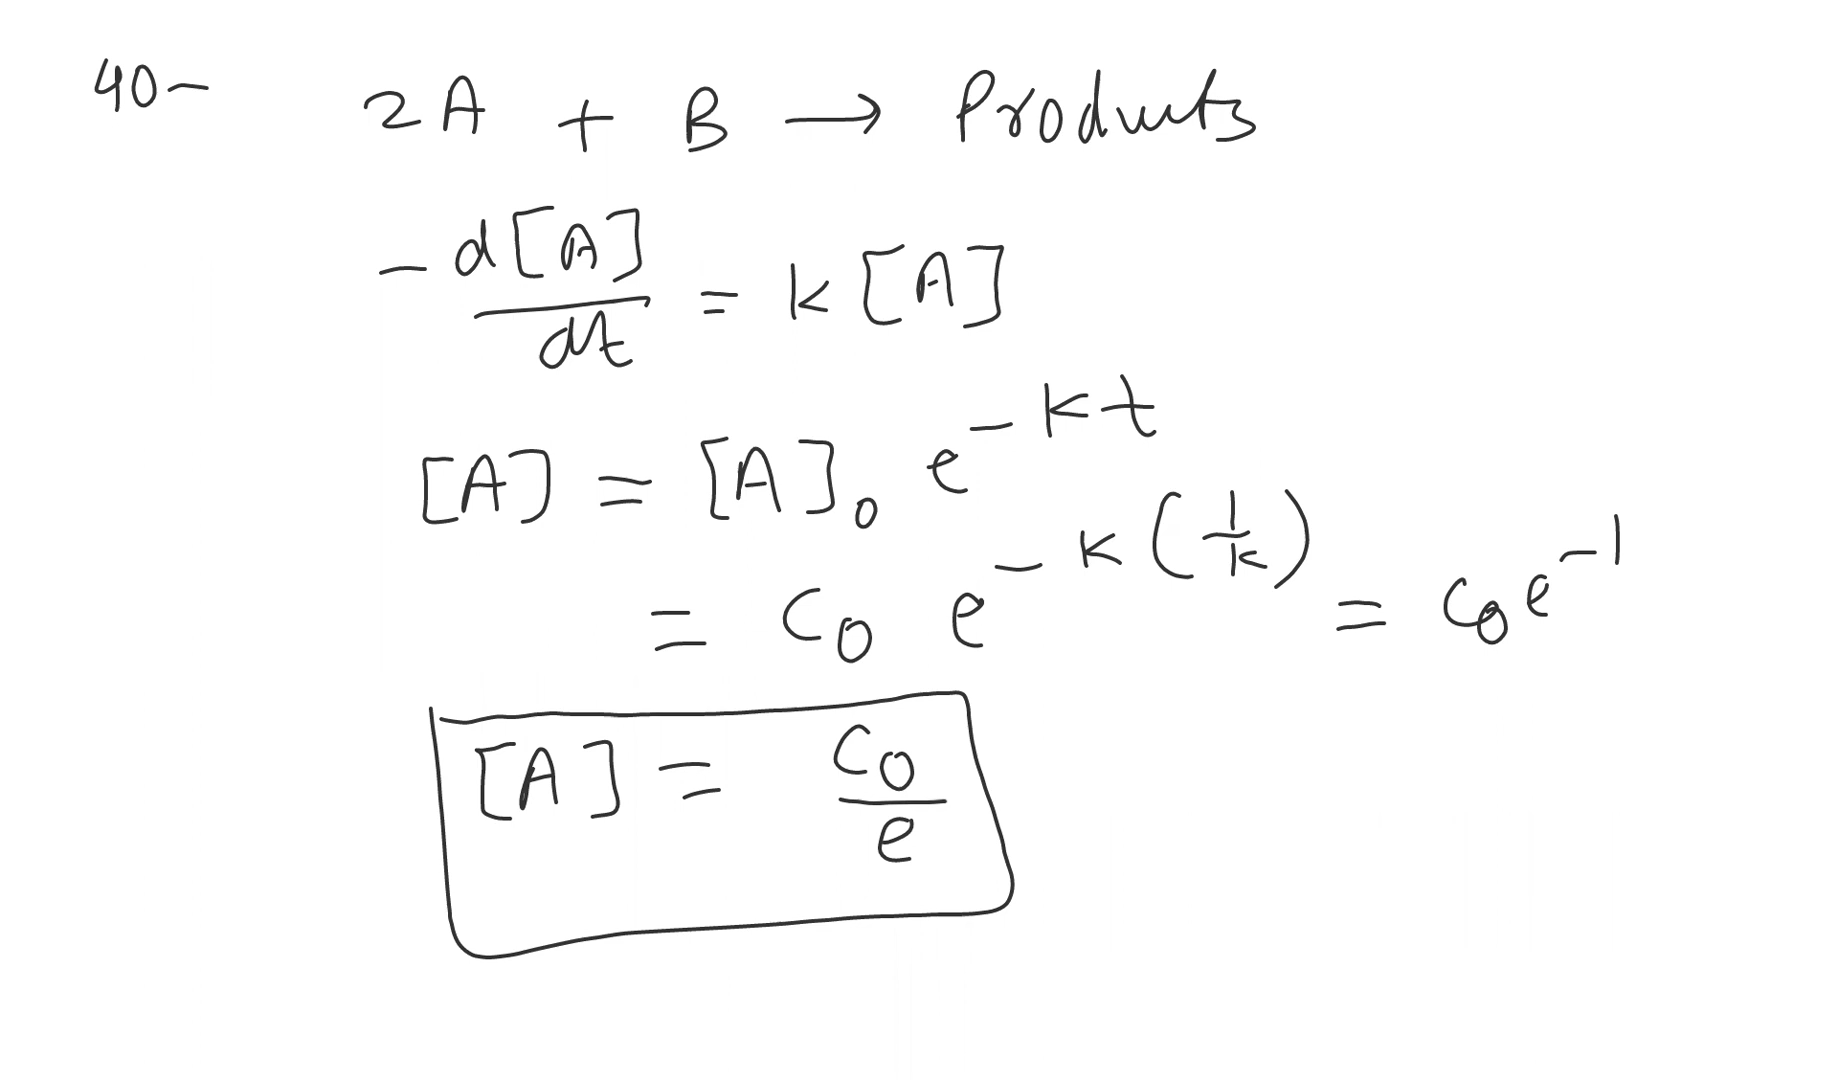 40- 2A + B → Products
-d[A]/dt = k[A]
[A] = [A]₀ e^{-kt}
= C₀ e^{-k(1/k)} = C₀e^{-1}
[A] = C₀/e